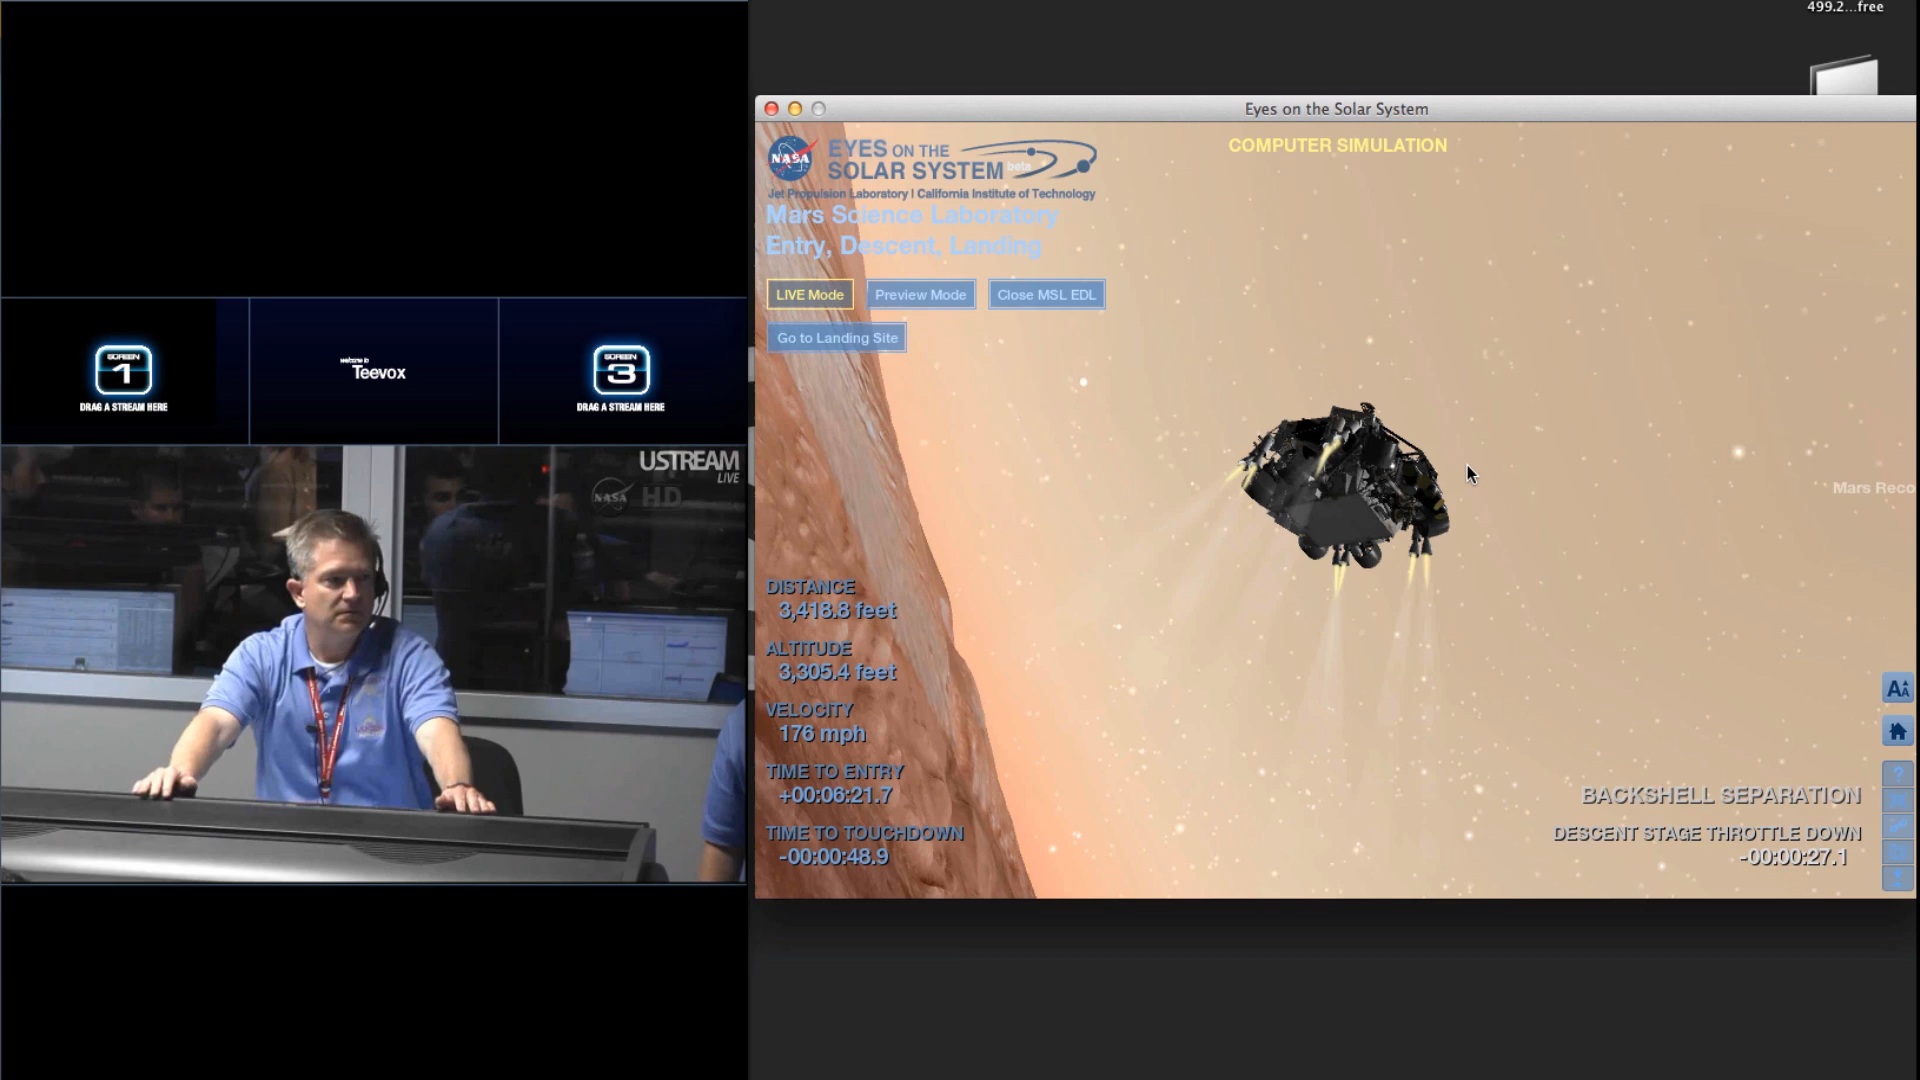 499.2...free
Eyes on the Solar System
COMPUTER SIMULATION
NASA
EYES ON THE
SOLAR SYSTEM beta
Jet Propulsion Laboratory | California Institute of Technology
Mars Science Laboratory
Entry, Descent, Landing
LIVE Mode
Preview Mode
Close MSL EDL
Go to Landing Site
SCREEN
1
DRAG A STREAM HERE
welcome to
Teevox
SCREEN
3
DRAG A STREAM HERE
USTREAM
LIVE
NASA
HD
Mars Reco
DISTANCE
3,418.8 feet
ALTITUDE
3,305.4 feet
VELOCITY
176 mph
TIME TO ENTRY
+00:06:21.7
TIME TO TOUCHDOWN
-00:00:48.9
BACKSHELL SEPARATION
DESCENT STAGE THROTTLE DOWN
-00:00:27.1
AA
?